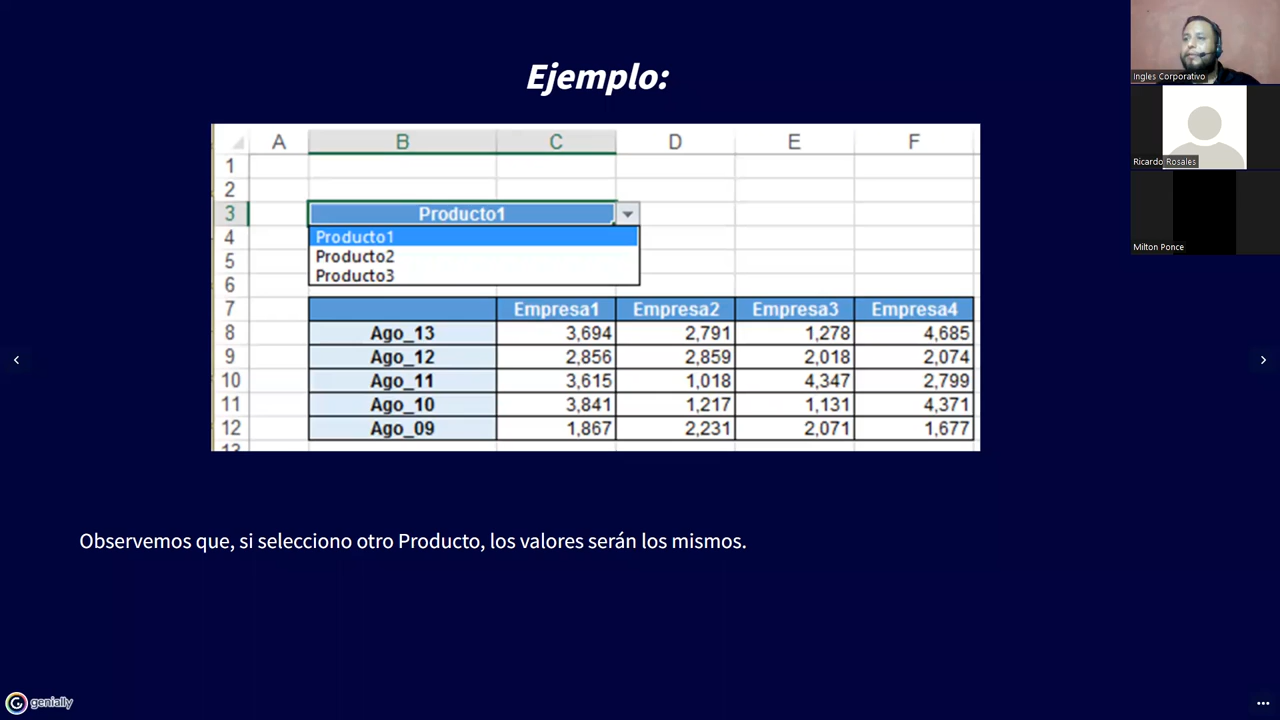 Ejemplo:
A B C D E F
1
2
3 Producto1
4 Producto1
5 Producto2
6 Producto3
7 Empresa1 Empresa2 Empresa3 Empresa4
8 Ago_13 3,694 2,791 1,278 4,685
9 Ago_12 2,856 2,859 2,018 2,074
10 Ago_11 3,615 1,018 4,347 2,799
11 Ago_10 3,841 1,217 1,131 4,371
12 Ago_09 1,867 2,231 2,071 1,677
13
Observemos que, si selecciono otro Producto, los valores serán los mismos.
genially
Ingles Corporativo
Ricardo Rosales
Milton Ponce